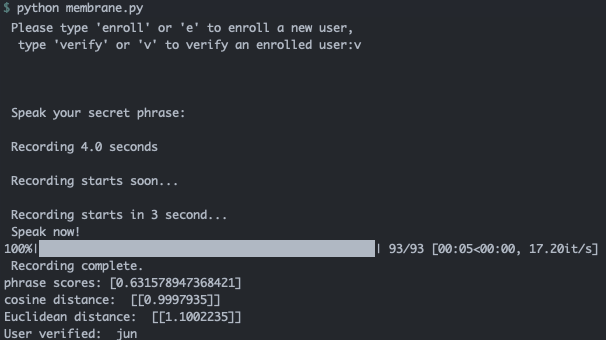 $ python membrane.py
Please type 'enroll' or 'e' to enroll a new user,
type 'verify' or 'v' to verify an enrolled user:v
Speak your secret phrase:
Recording 4.0 seconds
Recording starts soon...
Recording starts in 3 second...
Speak now!
100%| | 93/93 [00:05<00:00, 17.20it/s]
Recording complete.
phrase scores: [0.631578947368421]
cosine distance:  [[0.9997935]]
Euclidean distance:  [[1.1002235]]
User verified:  jun